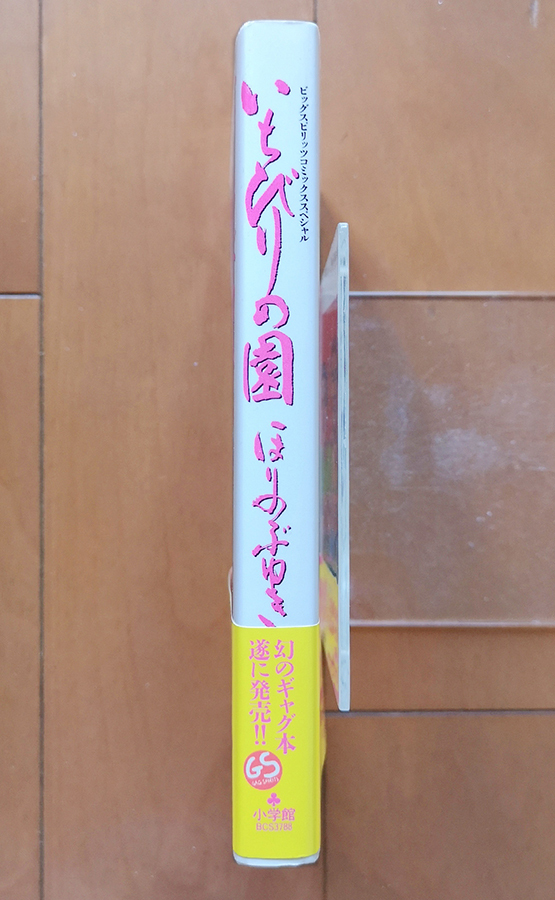 ビッグスピリッツコミックススペシャル
いちびりの園
ほりのぶゆき
幻のギャグ本
遂に発売!!
GS
小学館
BCS3788